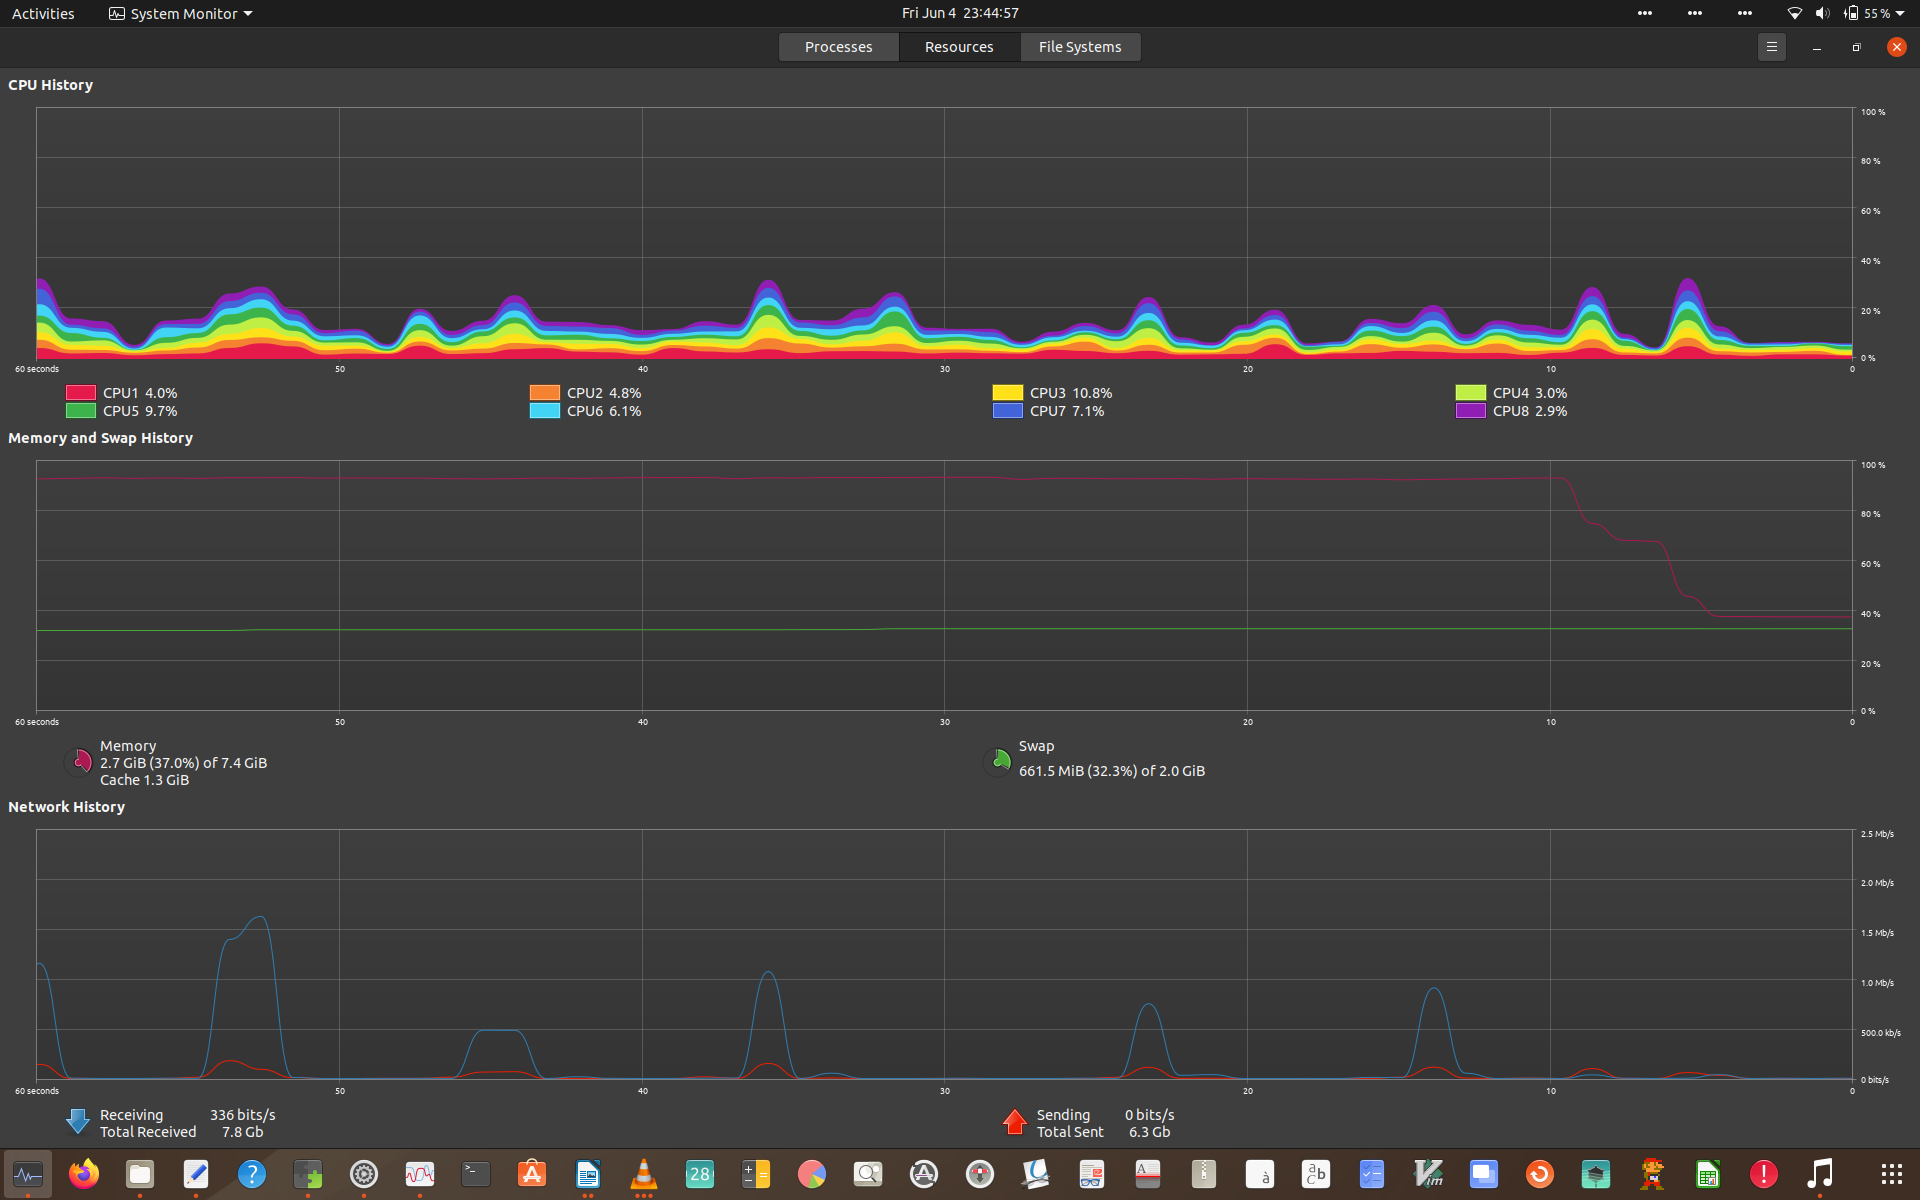 Activities
System Monitor
Fri Jun 4 23:44:57
55 %
Processes
Resources
File Systems
CPU History
100 %
80 %
60 %
40 %
20 %
0 %
60 seconds 50 40 30 20 10 0
CPU1 4.0% CPU2 4.8% CPU3 10.8% CPU4 3.0%
CPU5 9.7% CPU6 6.1% CPU7 7.1% CPU8 2.9%
Memory and Swap History
100 %
80 %
60 %
40 %
20 %
0 %
60 seconds 50 40 30 20 10 0
Memory
2.7 GiB (37.0%) of 7.4 GiB
Cache 1.3 GiB
Swap
661.5 MiB (32.3%) of 2.0 GiB
Network History
2.5 Mb/s
2.0 Mb/s
1.5 Mb/s
1.0 Mb/s
500.0 kb/s
0 bits/s
60 seconds 50 40 30 20 10 0
Receiving 336 bits/s
Total Received 7.8 Gb
Sending 0 bits/s
Total Sent 6.3 Gb
28